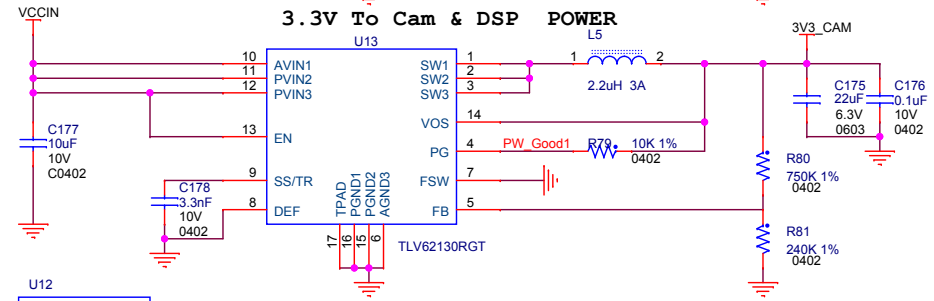 VCCIN
3.3V To Cam & DSP POWER
U13
L5
3V3_CAM
10 AVIN1 SW1 1
11 PVIN2 SW2 2
12 PVIN3 SW3 3
1 2
2.2uH 3A
C175
22uF
6.3V
0603
C176
0.1uF
10V
0402
C177
10uF
10V
C0402
13 EN
VOS 14
PG 4 PW_Good1 R79 10K 1%
0402
9 SS/TR FSW 7
8 DEF FB 5
C178
3.3nF
10V
0402
TPAD
PGND1
PGND2
AGND3
17
16
15
6
TLV62130RGT
R80
750K 1%
0402
R81
240K 1%
0402
U12